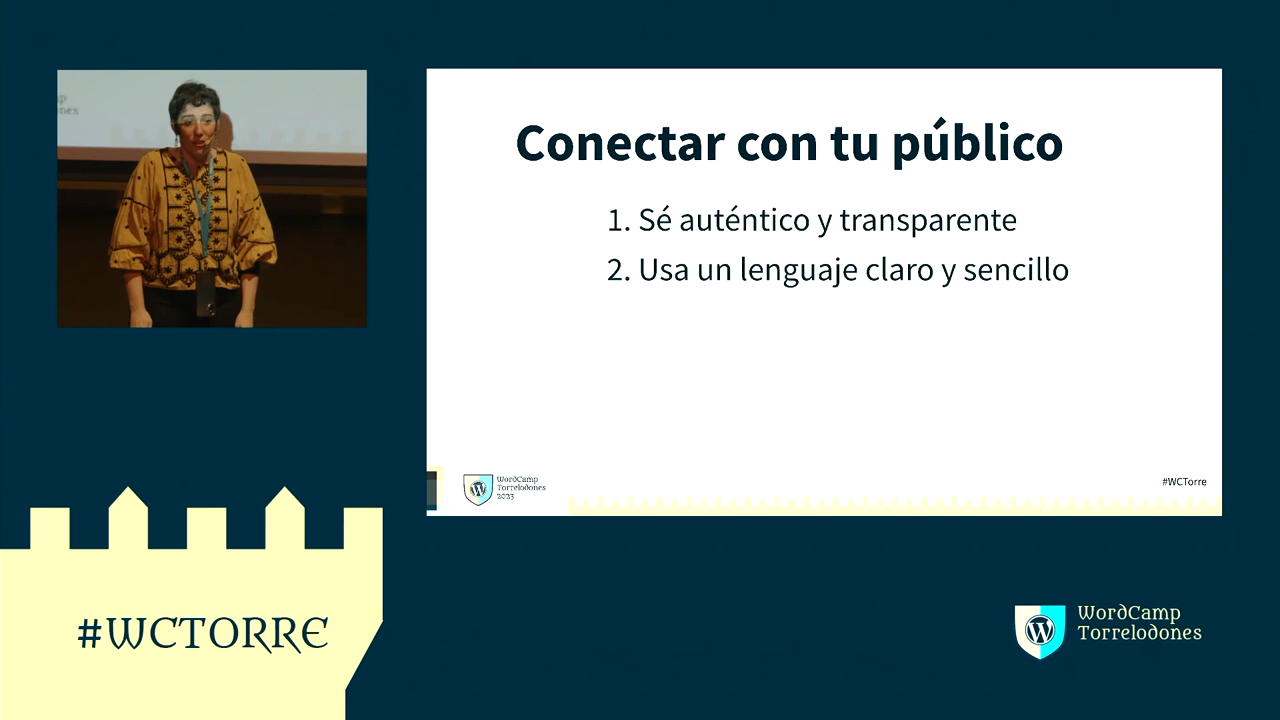 Conectar con tu público
1. Sé auténtico y transparente
2. Usa un lenguaje claro y sencillo
WordCamp
Torrelodones
2023
#WCTorre
#WCTORRE
WordCamp
Torrelodones